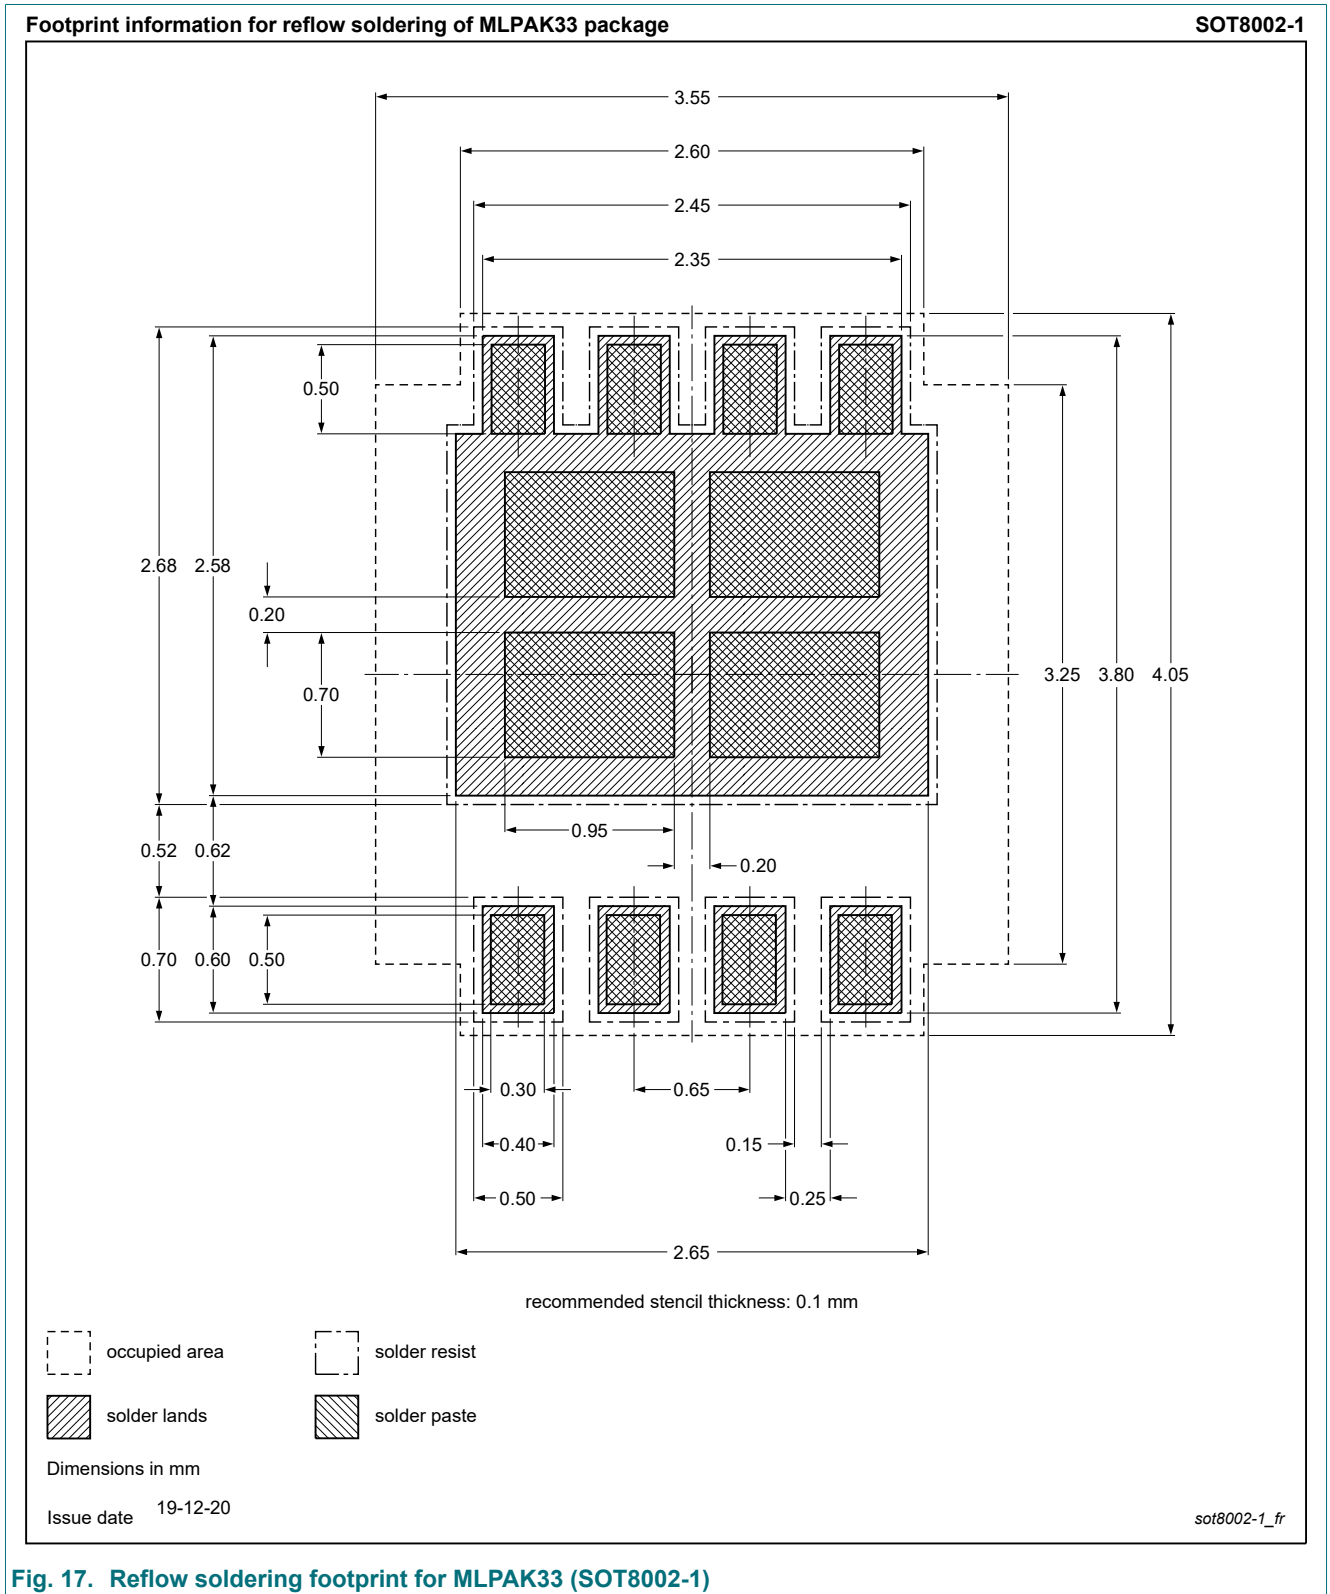 Footprint information for reflow soldering of MLPAK33 package SOT8002-1
3.55
2.60
2.45
2.35
0.50
2.68 2.58
0.20
0.70
3.25 3.80 4.05
0.95
0.20
0.52 0.62
0.70 0.60 0.50
0.30 0.65
0.40 0.15
0.50 0.25
2.65
recommended stencil thickness: 0.1 mm
occupied area solder resist
solder lands solder paste
Dimensions in mm
Issue date 19-12-20
sot8002-1_fr
Fig. 17. Reflow soldering footprint for MLPAK33 (SOT8002-1)